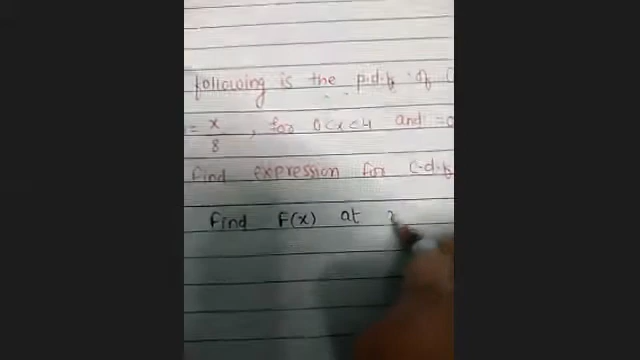 following is the p.d.f. of
= x/8, for 0<x<4 and =0
Find expression for c.d.f
Find F(x) at